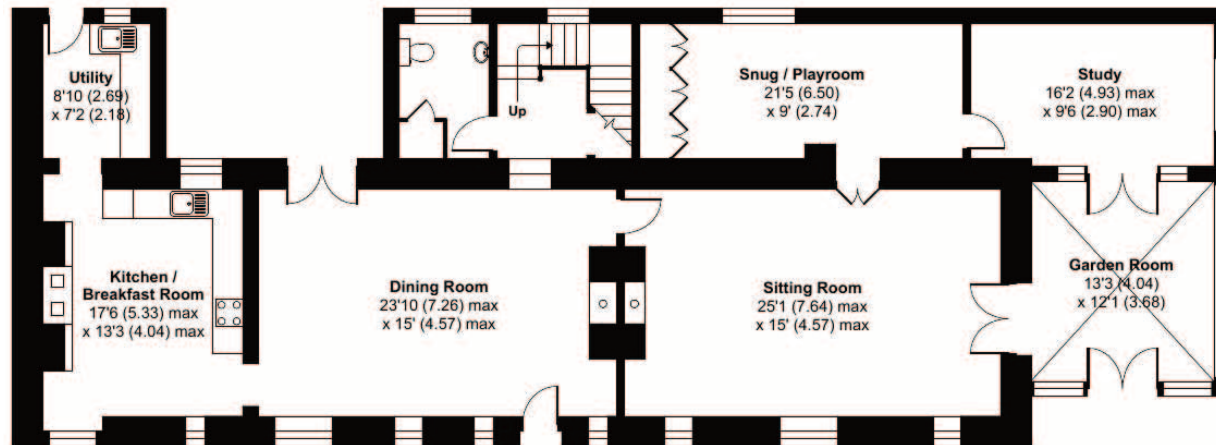 Utility
8'10 (2.69)
x 7'2 (2.18)
Up
Snug / Playroom
21'5 (6.50)
x 9' (2.74)
Study
16'2 (4.93) max
x 9'6 (2.90) max
Kitchen /
Breakfast Room
17'6 (5.33) max
x 13'3 (4.04) max
Dining Room
23'10 (7.26) max
x 15' (4.57) max
Sitting Room
25'1 (7.64) max
x 15' (4.57) max
Garden Room
13'3 (4.04)
x 12'1 (3.68)